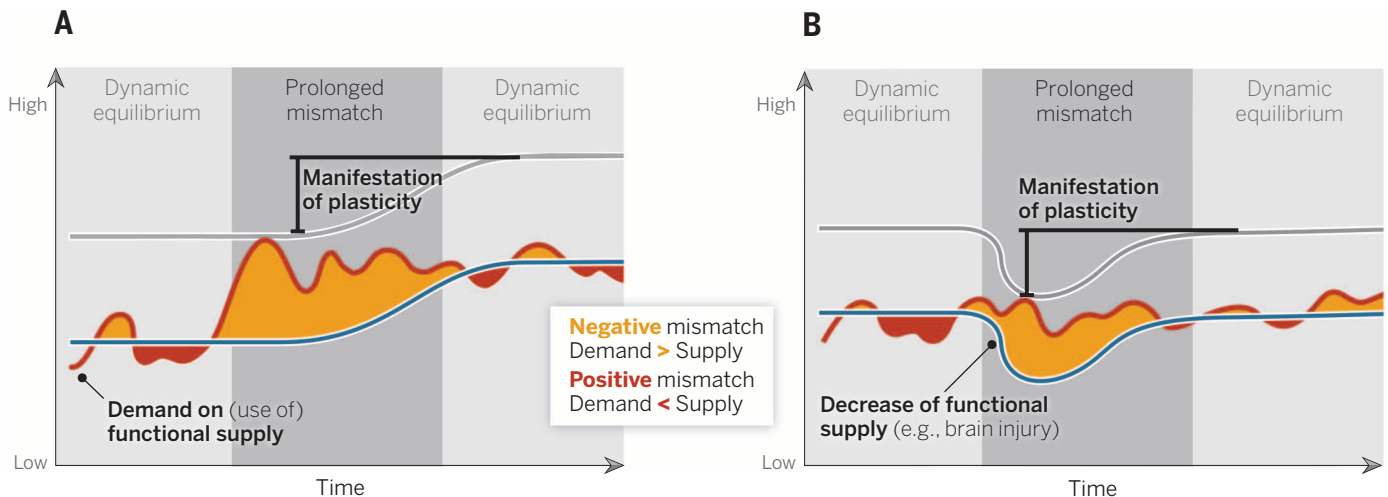 A
Dynamic
equilibrium
Prolonged
mismatch
Dynamic
equilibrium
High
Manifestation
of plasticity
Demand on (use of)
functional supply
Low
Time
Negative mismatch
Demand > Supply
Positive mismatch
Demand < Supply
B
Dynamic
equilibrium
Prolonged
mismatch
Dynamic
equilibrium
High
Manifestation
of plasticity
Decrease of functional
supply (e.g., brain injury)
Low
Time